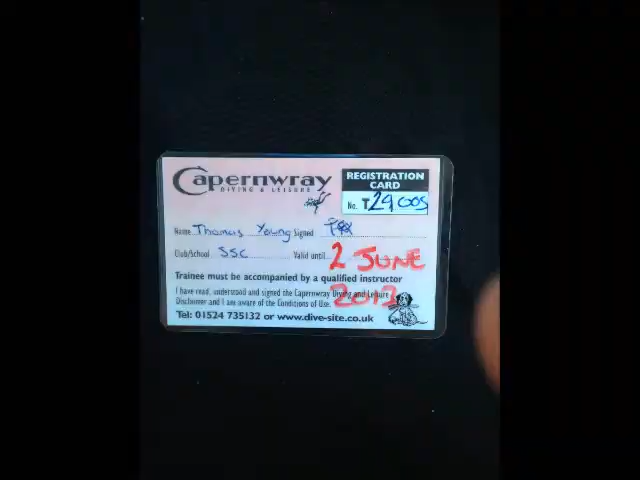 Capernwray
DIVING & LEISURE
REGISTRATION
CARD
No. T29005
Name Thomas Young Signed
Club/School SSC Valid until 2 JUNE
Trainee must be accompanied by a qualified instructor
I have read, understood and signed the Capernwray Diving and Leisure
Disclaimer and I am aware of the Conditions of Use.
Tel: 01524 735132 or www.dive-site.co.uk